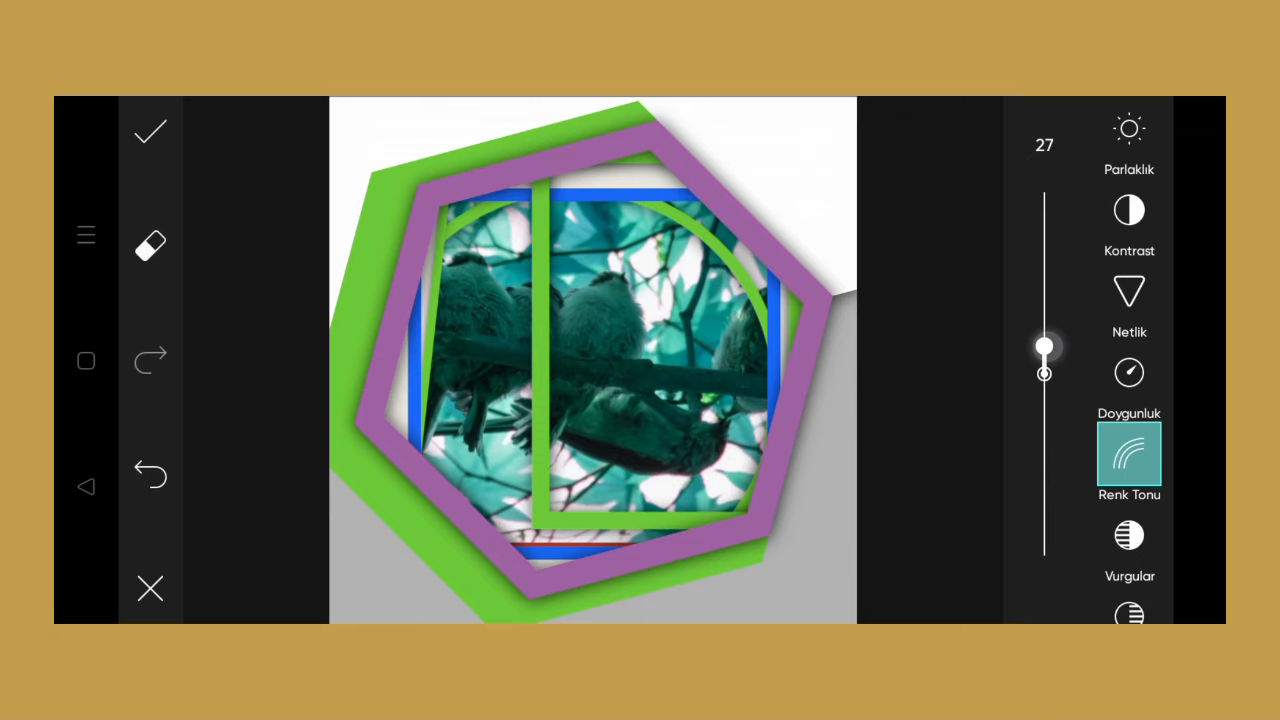 27
Parlaklık
Kontrast
Netlik
Doygunluk
Renk Tonu
Vurgular